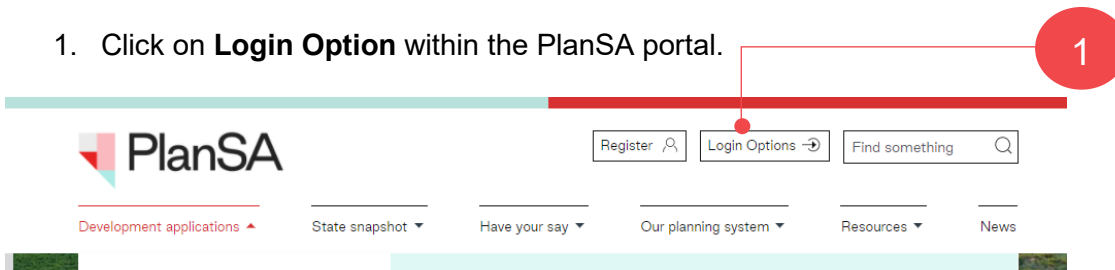 1. Click on Login Option within the PlanSA portal.
1
PlanSA
Register
Login Options
Find something
Development applications
State snapshot
Have your say
Our planning system
Resources
News